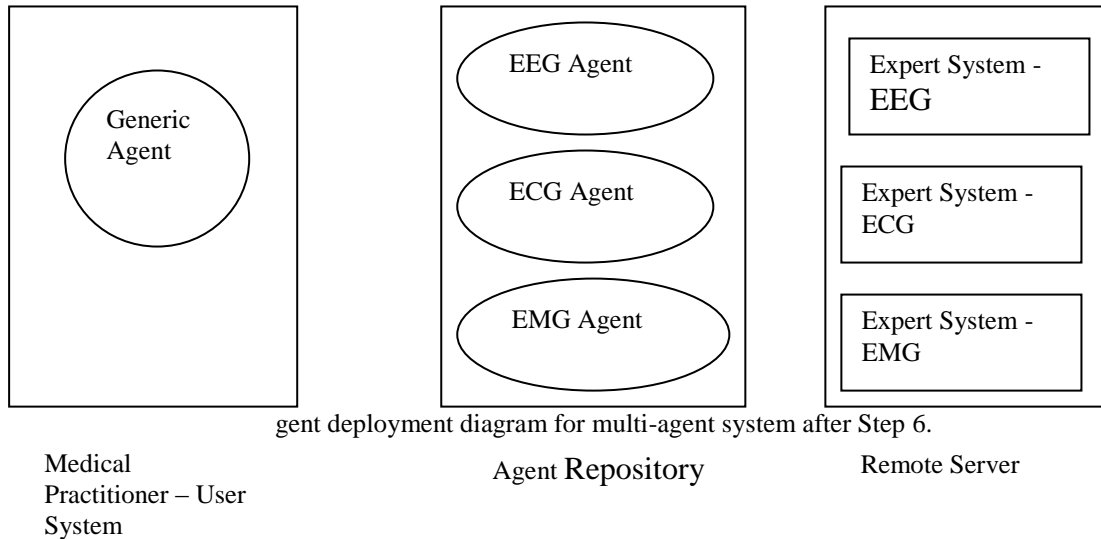 Generic
Agent
EEG Agent
ECG Agent
EMG Agent
Expert System -
EEG
Expert System -
ECG
Expert System -
EMG
gent deployment diagram for multi-agent system after Step 6.
Medical
Practitioner – User
System
Agent Repository
Remote Server